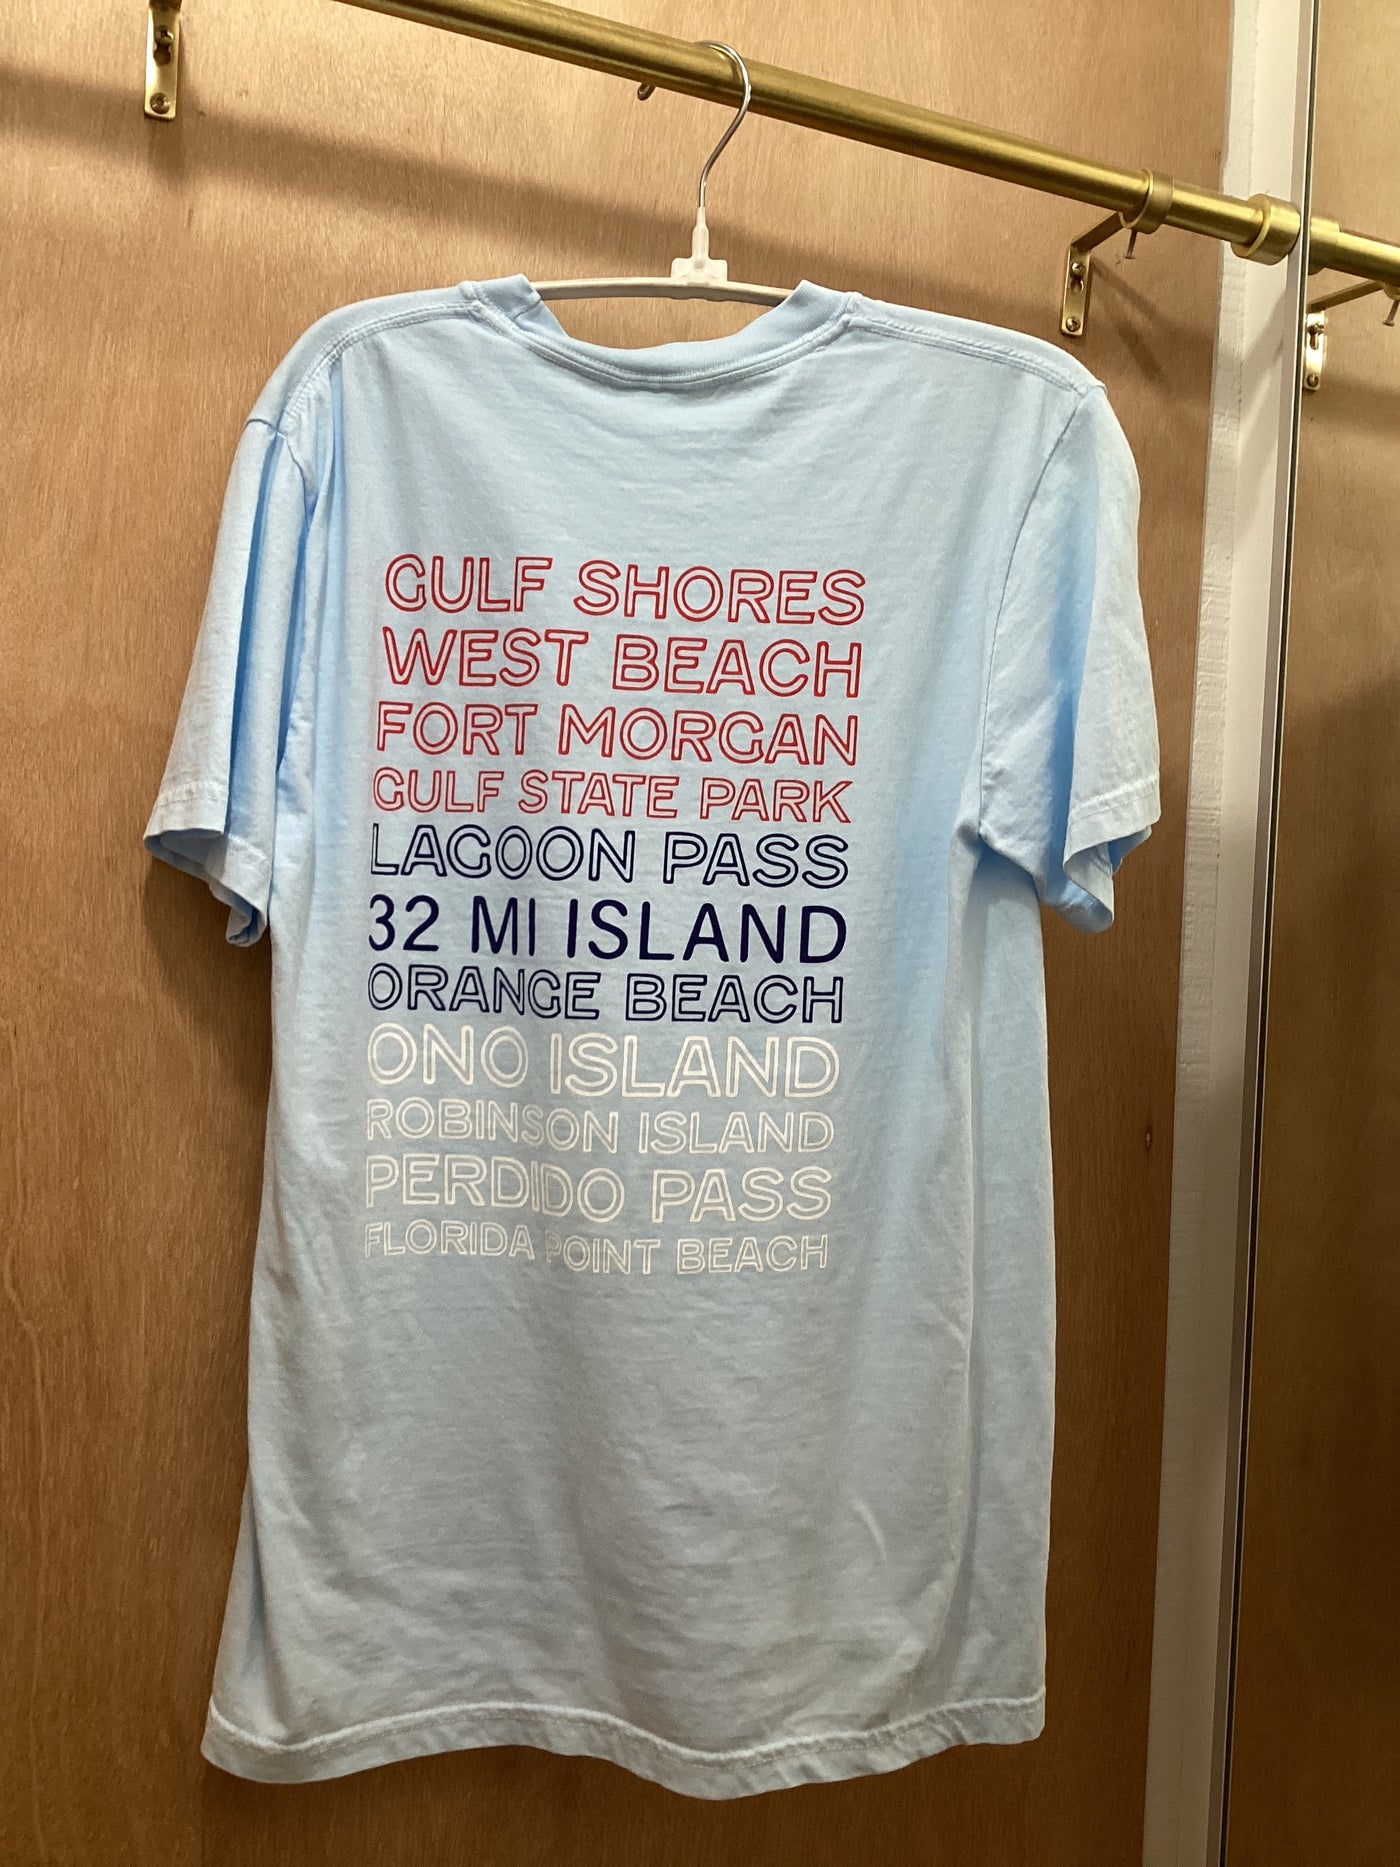 GULF SHORES
WEST BEACH
FORT MORGAN
GULF STATE PARK
LAGOON PASS
32 MI ISLAND
ORANGE BEACH
ONO ISLAND
ROBINSON ISLAND
PERDIDO PASS
FLORIDA POINT BEACH